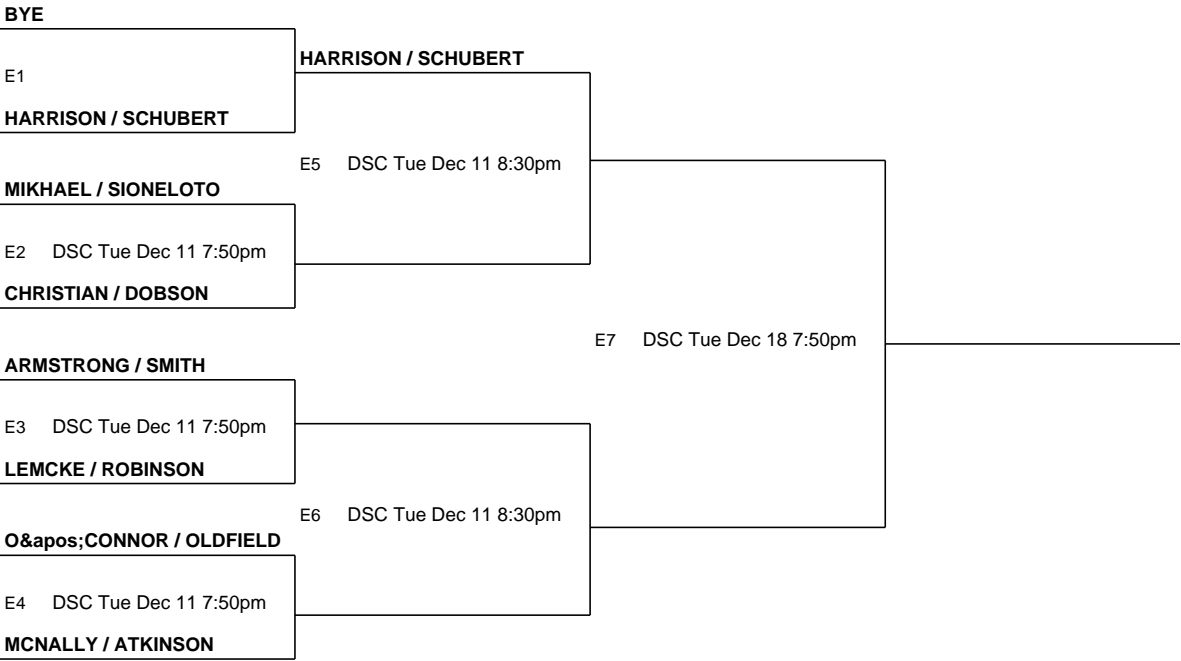 BYE
HARRISON / SCHUBERT
E1
HARRISON / SCHUBERT
E5 DSC Tue Dec 11 8:30pm
MIKHAEL / SIONELOTO
E2 DSC Tue Dec 11 7:50pm
CHRISTIAN / DOBSON
E7 DSC Tue Dec 18 7:50pm
ARMSTRONG / SMITH
E3 DSC Tue Dec 11 7:50pm
LEMCKE / ROBINSON
E6 DSC Tue Dec 11 8:30pm
O&apos;CONNOR / OLDFIELD
E4 DSC Tue Dec 11 7:50pm
MCNALLY / ATKINSON